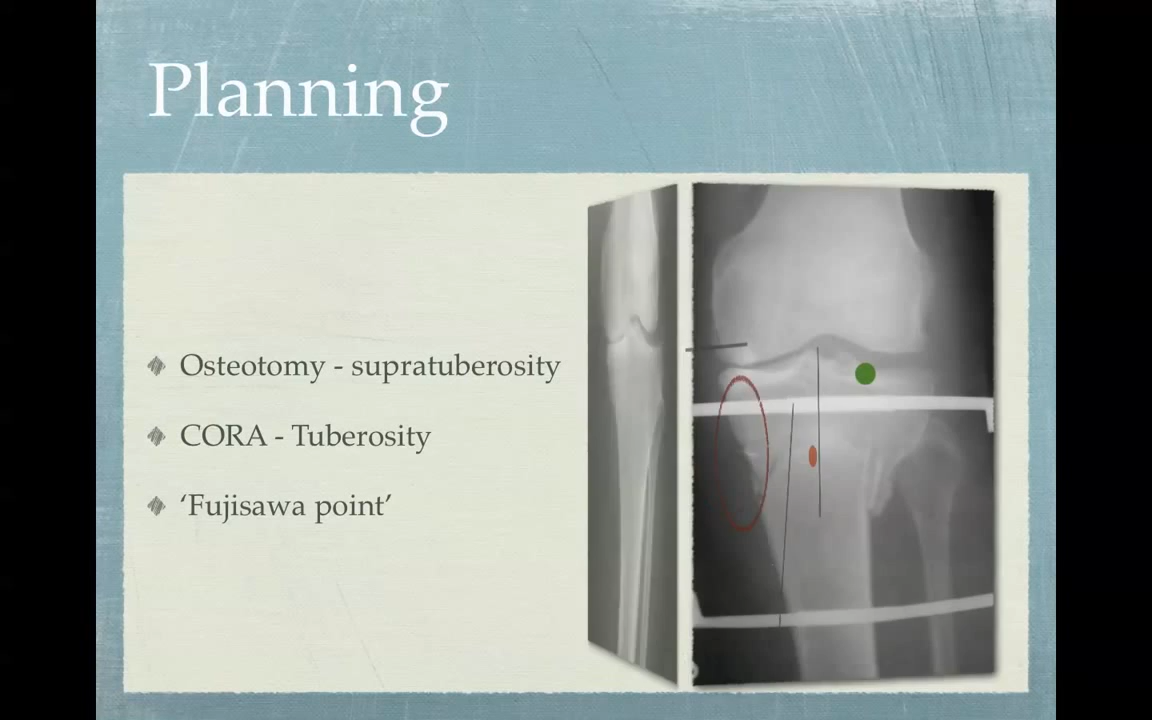 Planning
Osteotomy - supratuberosity
CORA - Tuberosity
‘Fujisawa point’